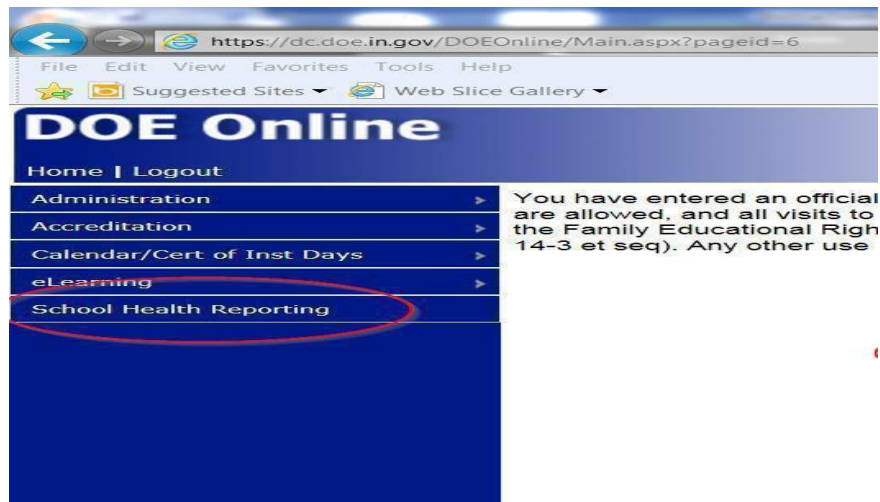 https://dc.doe.in.gov/DOEOnline/Main.aspx?pageid=6
File Edit View Favorites Tools Help
Suggested Sites Web Slice Gallery
DOE Online
Home | Logout
Administration
Accreditation
Calendar/Cert of Inst Days
eLearning
School Health Reporting
You have entered an official
are allowed, and all visits to
the Family Educational Righ
14-3 et seq). Any other use